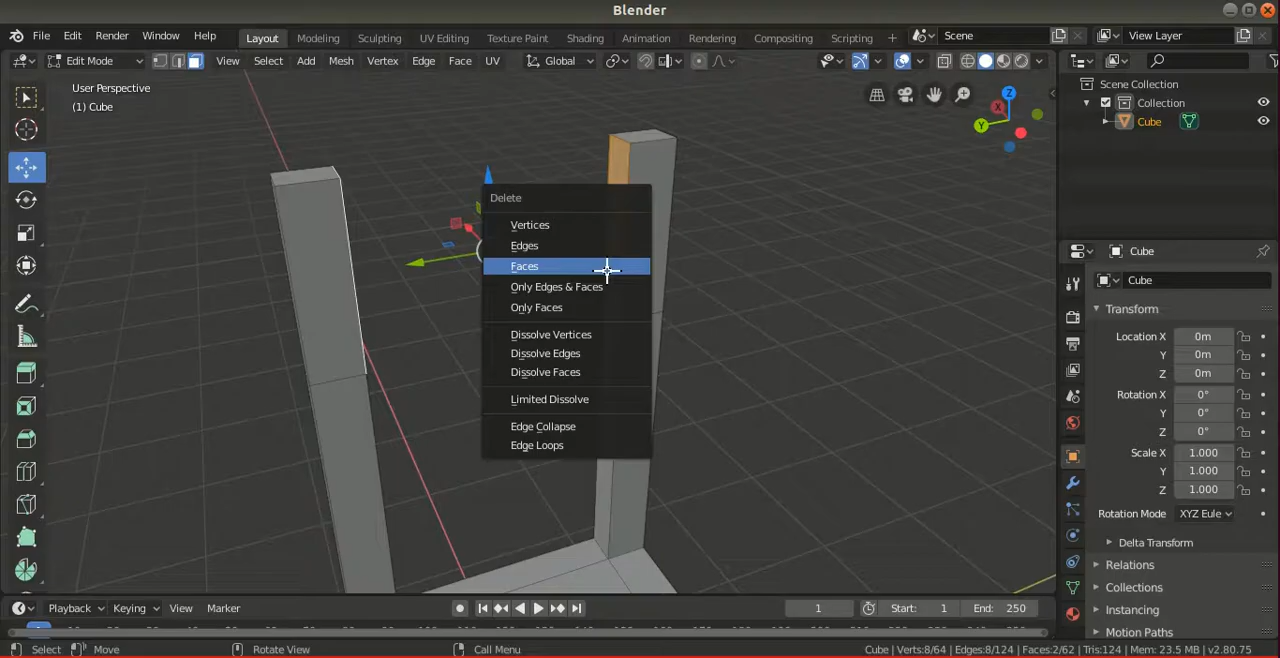 Blender
File Edit Render Window Help Layout Modeling Sculpting UV Editing Texture Paint Shading Animation Rendering Compositing Scripting + Scene View Layer
Edit Mode View Select Add Mesh Vertex Edge Face UV Global
User Perspective
(1) Cube
Scene Collection
Collection
Cube
Z
X
Y
Delete
Vertices
Edges
Faces
Only Edges & Faces
Only Faces
Dissolve Vertices
Dissolve Edges
Dissolve Faces
Limited Dissolve
Edge Collapse
Edge Loops
Cube
Cube
Transform
Location X 0m
Y 0m
Z 0m
Rotation X 0°
Y 0°
Z 0°
Scale X 1.000
Y 1.000
Z 1.000
Rotation Mode XYZ Eule
Delta Transform
Relations
Collections
Instancing
Motion Paths
Playback Keying View Marker 1 Start: 1 End: 250
Select Move Rotate View Call Menu Cube | Verts:8/64 | Edges:8/124 | Faces:2/62 | Tris:124 | Mem: 23.5 MB | v2.80.75